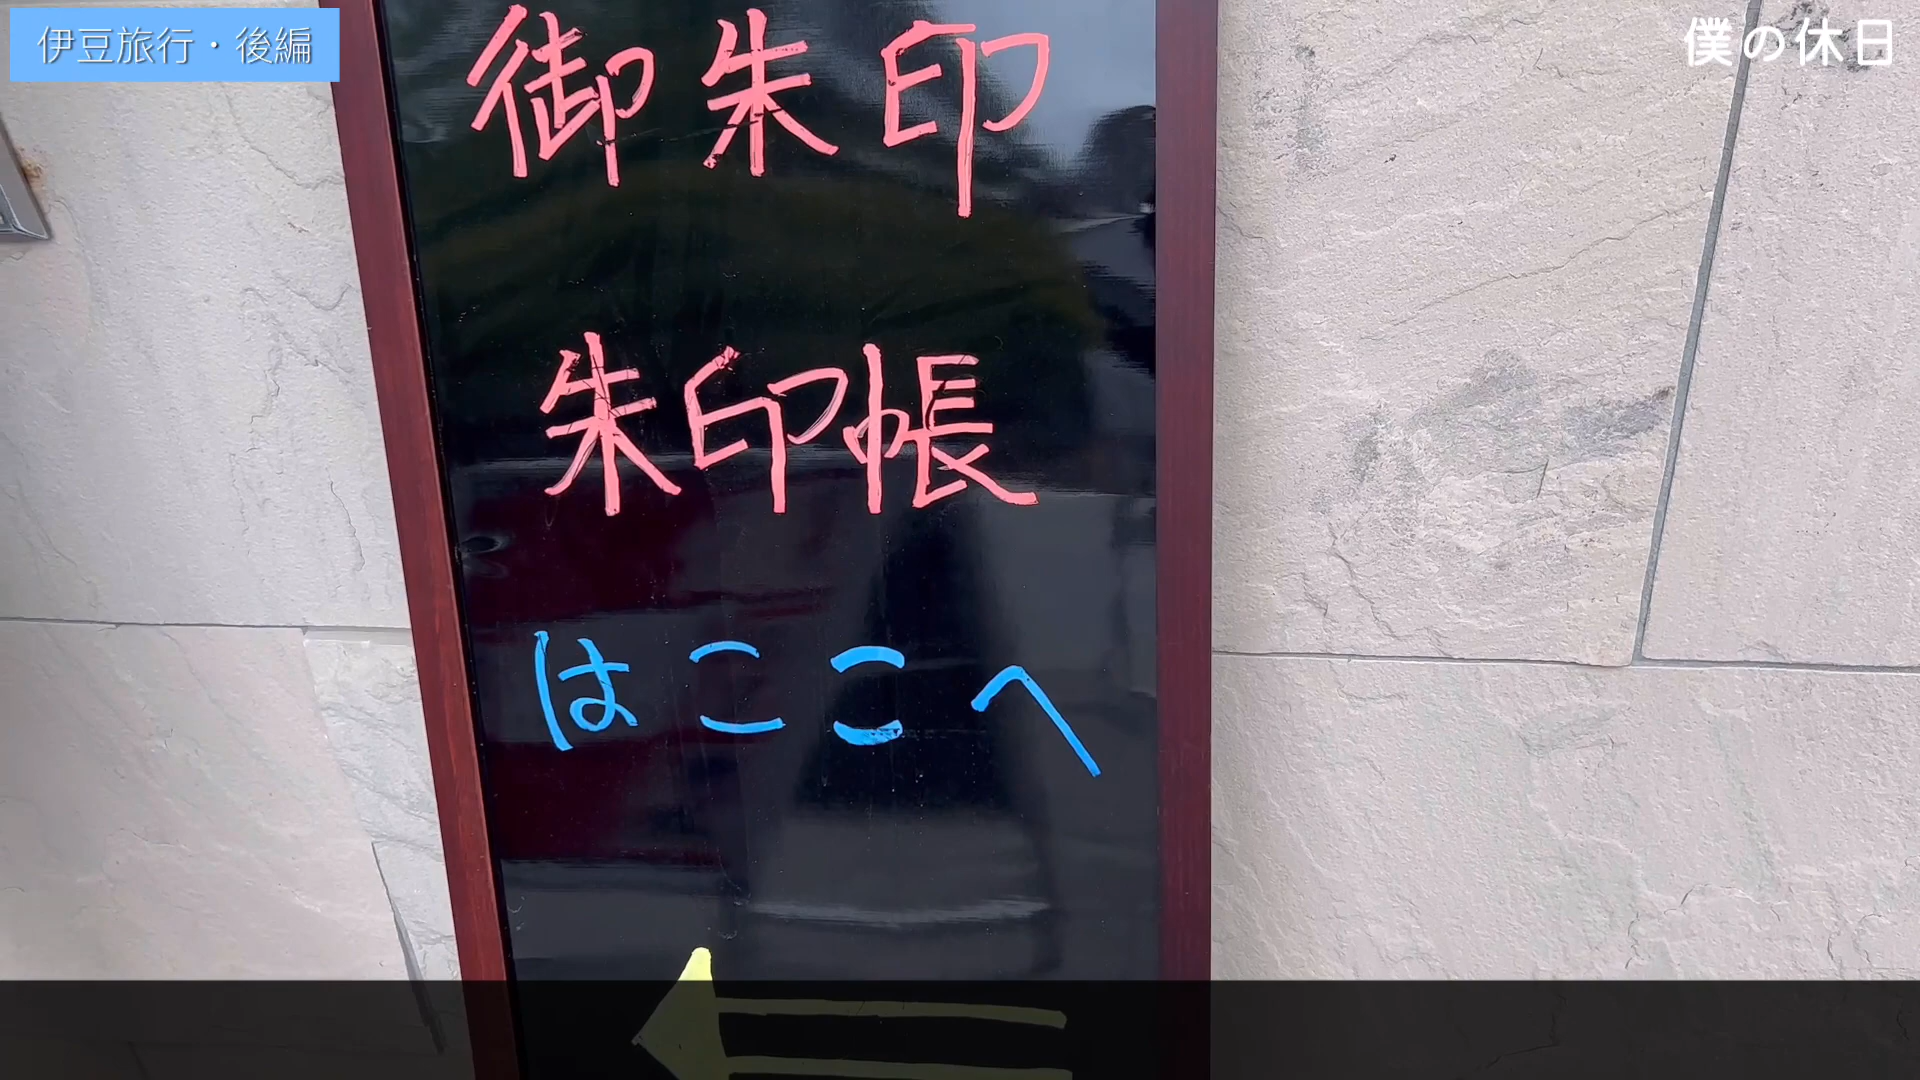 伊豆旅行・後編
僕の休日
御朱印
朱印帳
はここへ